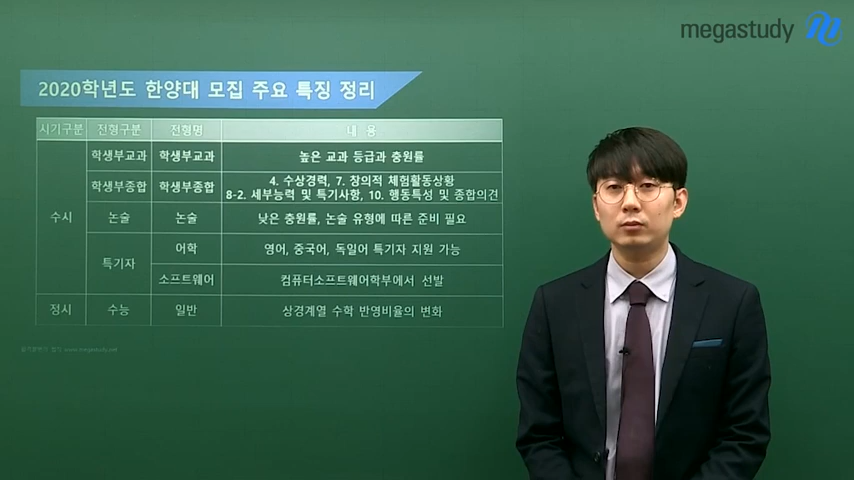 megastudy
2020학년도 한양대 모집 주요 특징 정리
시기구분 전형구분 전형명 내 용
수시 학생부교과 학생부교과 높은 교과 등급과 충원률
학생부종합 학생부종합 4. 수상경력, 7. 창의적 체험활동상황
8-2. 세부능력 및 특기사항, 10. 행동특성 및 종합의견
논술 논술 낮은 충원률, 논술 유형에 따른 준비 필요
특기자 어학 영어, 중국어, 독일어 특기자 지원 가능
소프트웨어 컴퓨터소프트웨어학부에서 선발
정시 수능 일반 상경계열 수학 반영비율의 변화
www.megastudy.net